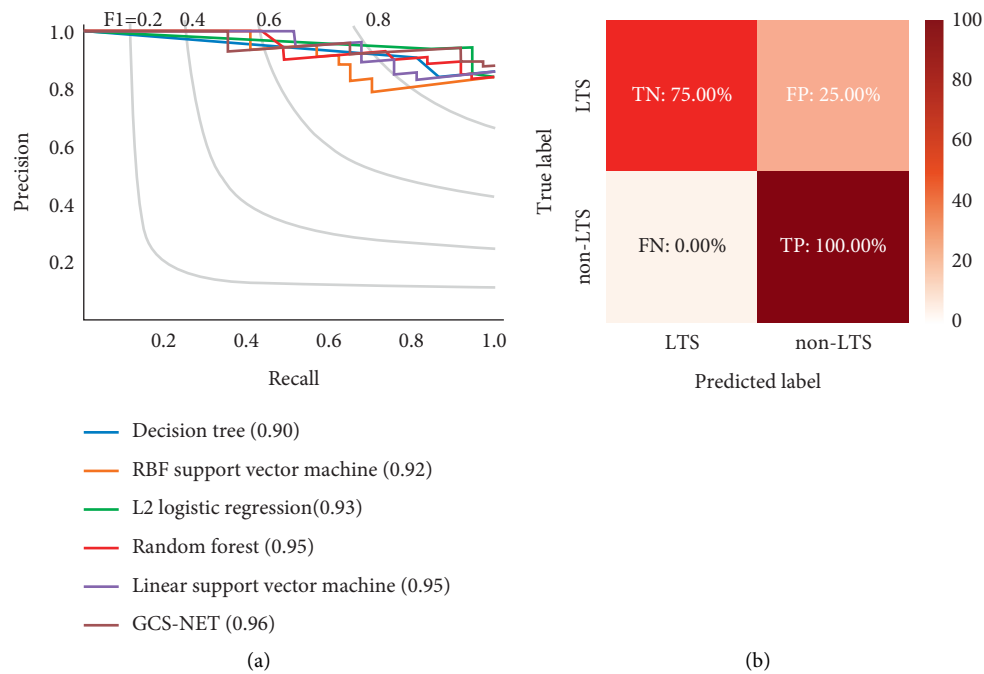 F1=0.2 0.4 0.6 0.8
1.0
0.8
0.6
0.4
0.2
Precision
0.2 0.4 0.6 0.8 1.0
Recall
Decision tree (0.90)
RBF support vector machine (0.92)
L2 logistic regression(0.93)
Random forest (0.95)
Linear support vector machine (0.95)
GCS-NET (0.96)
(a)
True label
LTS
non-LTS
TN: 75.00% FP: 25.00%
FN: 0.00% TP: 100.00%
LTS non-LTS
Predicted label
100
80
60
40
20
0
(b)